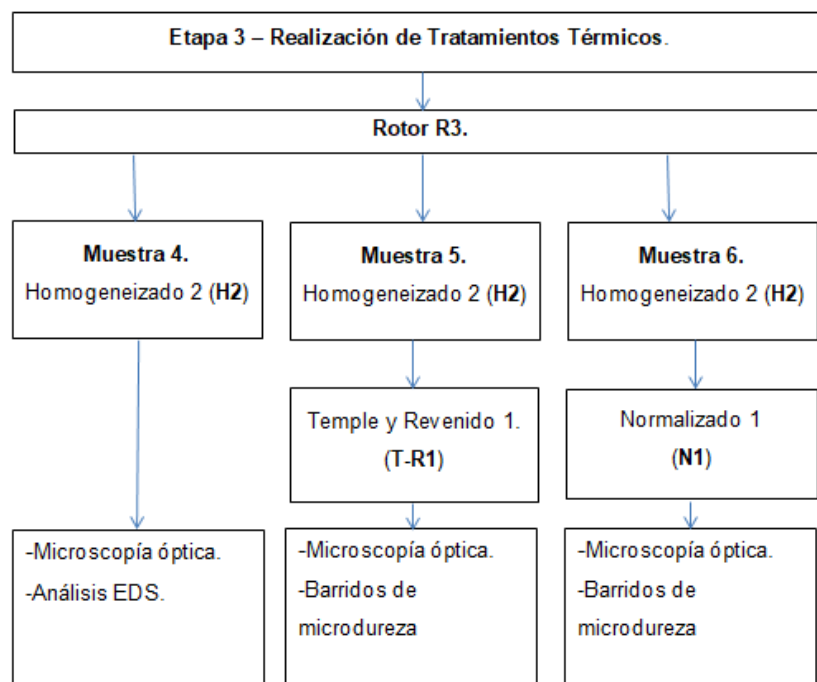 Etapa 3 – Realización de Tratamientos Térmicos.
Rotor R3.
Muestra 4.
Homogeneizado 2 (H2)
Muestra 5.
Homogeneizado 2 (H2)
Muestra 6.
Homogeneizado 2 (H2)
Temple y Revenido 1.
(T-R1)
Normalizado 1
(N1)
-Microscopía óptica.
-Análisis EDS.
-Microscopía óptica.
-Barridos de
microdureza
-Microscopía óptica.
-Barridos de
microdureza